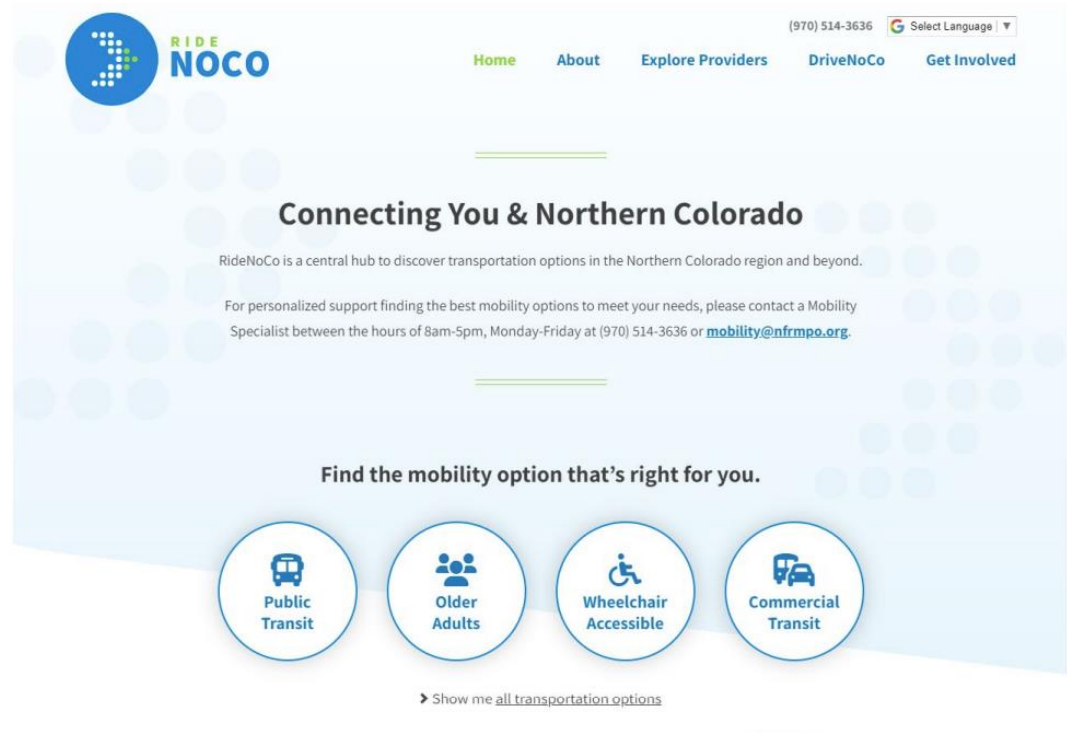 RIDE
NOCO
(970) 514-3636
Select Language
Home About Explore Providers DriveNoCo Get Involved
Connecting You & Northern Colorado
RideNoCo is a central hub to discover transportation options in the Northern Colorado region and beyond.
For personalized support finding the best mobility options to meet your needs, please contact a Mobility
Specialist between the hours of 8am-5pm, Monday-Friday at (970) 514-3636 or mobility@nfrmpo.org.
Find the mobility option that's right for you.
Public
Transit
Older
Adults
Wheelchair
Accessible
Commercial
Transit
Show me all transportation options